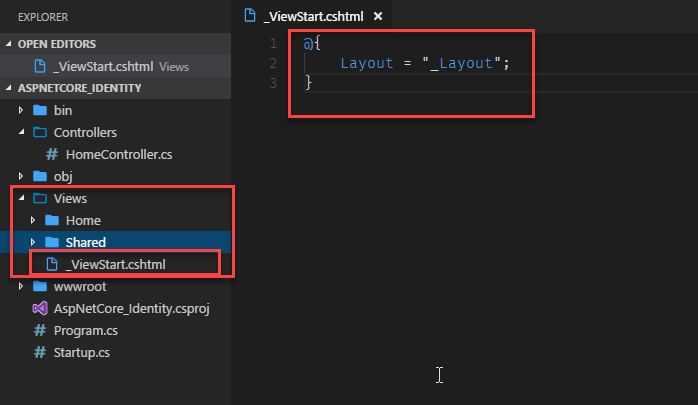 EXPLORER
OPEN EDITORS
_ViewStart.cshtml Views
ASPNETCORE_IDENTITY
bin
Controllers
HomeController.cs
obj
Views
Home
Shared
_ViewStart.cshtml
wwwroot
AspNetCore_Identity.csproj
Program.cs
Startup.cs
_ViewStart.cshtml
1 @{
2 Layout = "_Layout";
3 }